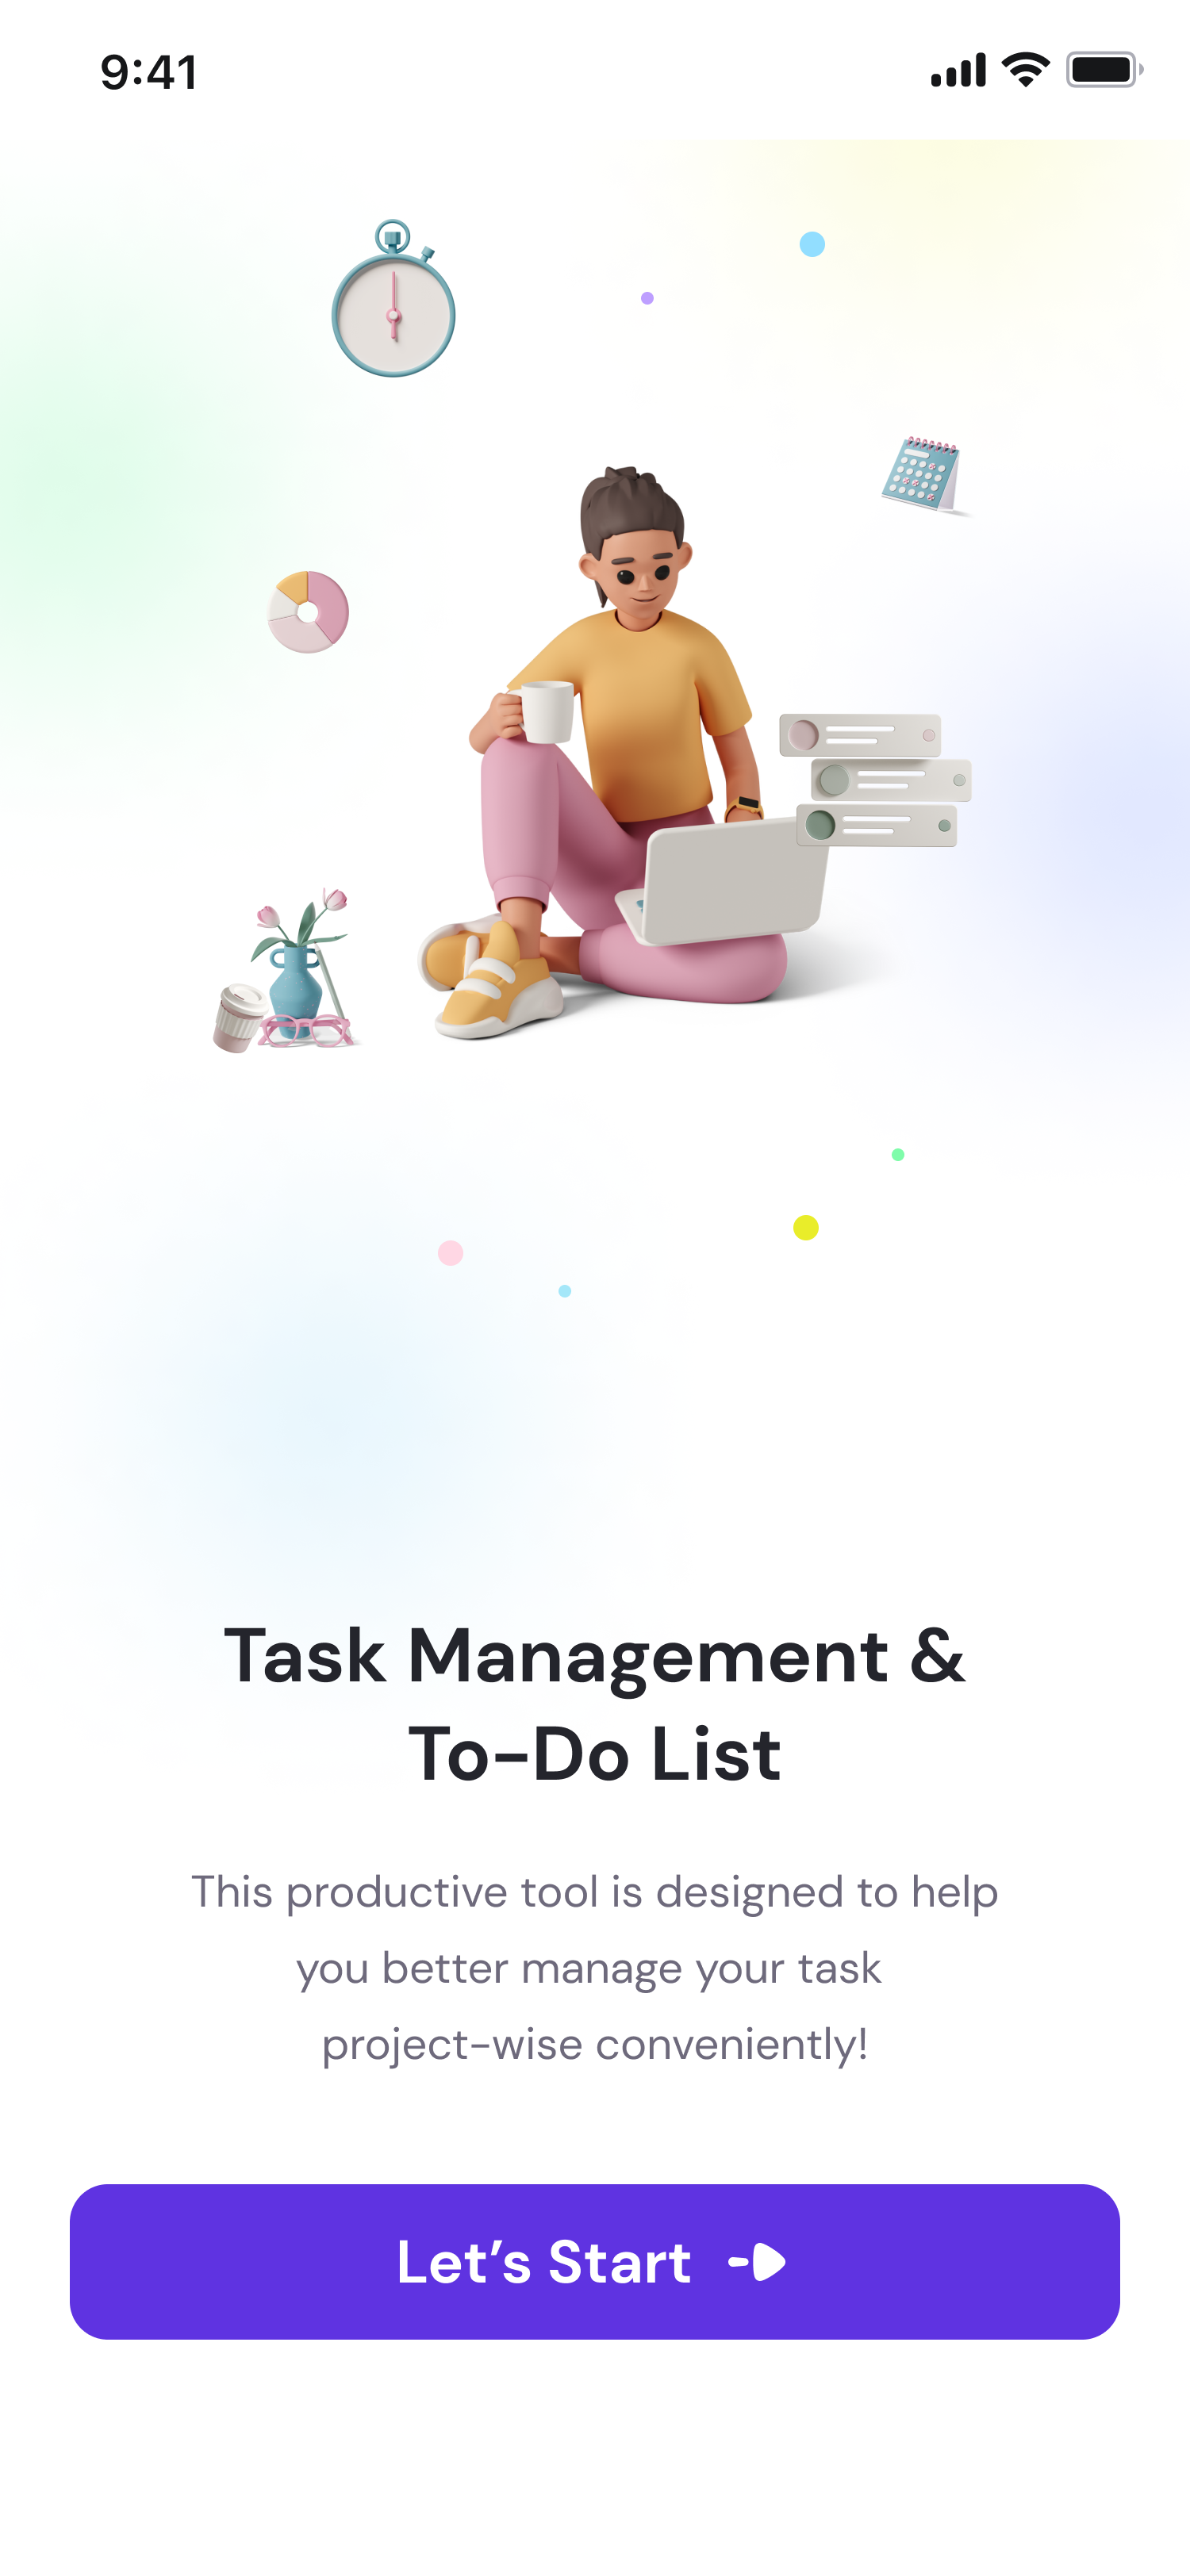 9:41
Task Management &
To-Do List
This productive tool is designed to help
you better manage your task
project-wise conveniently!
Let’s Start